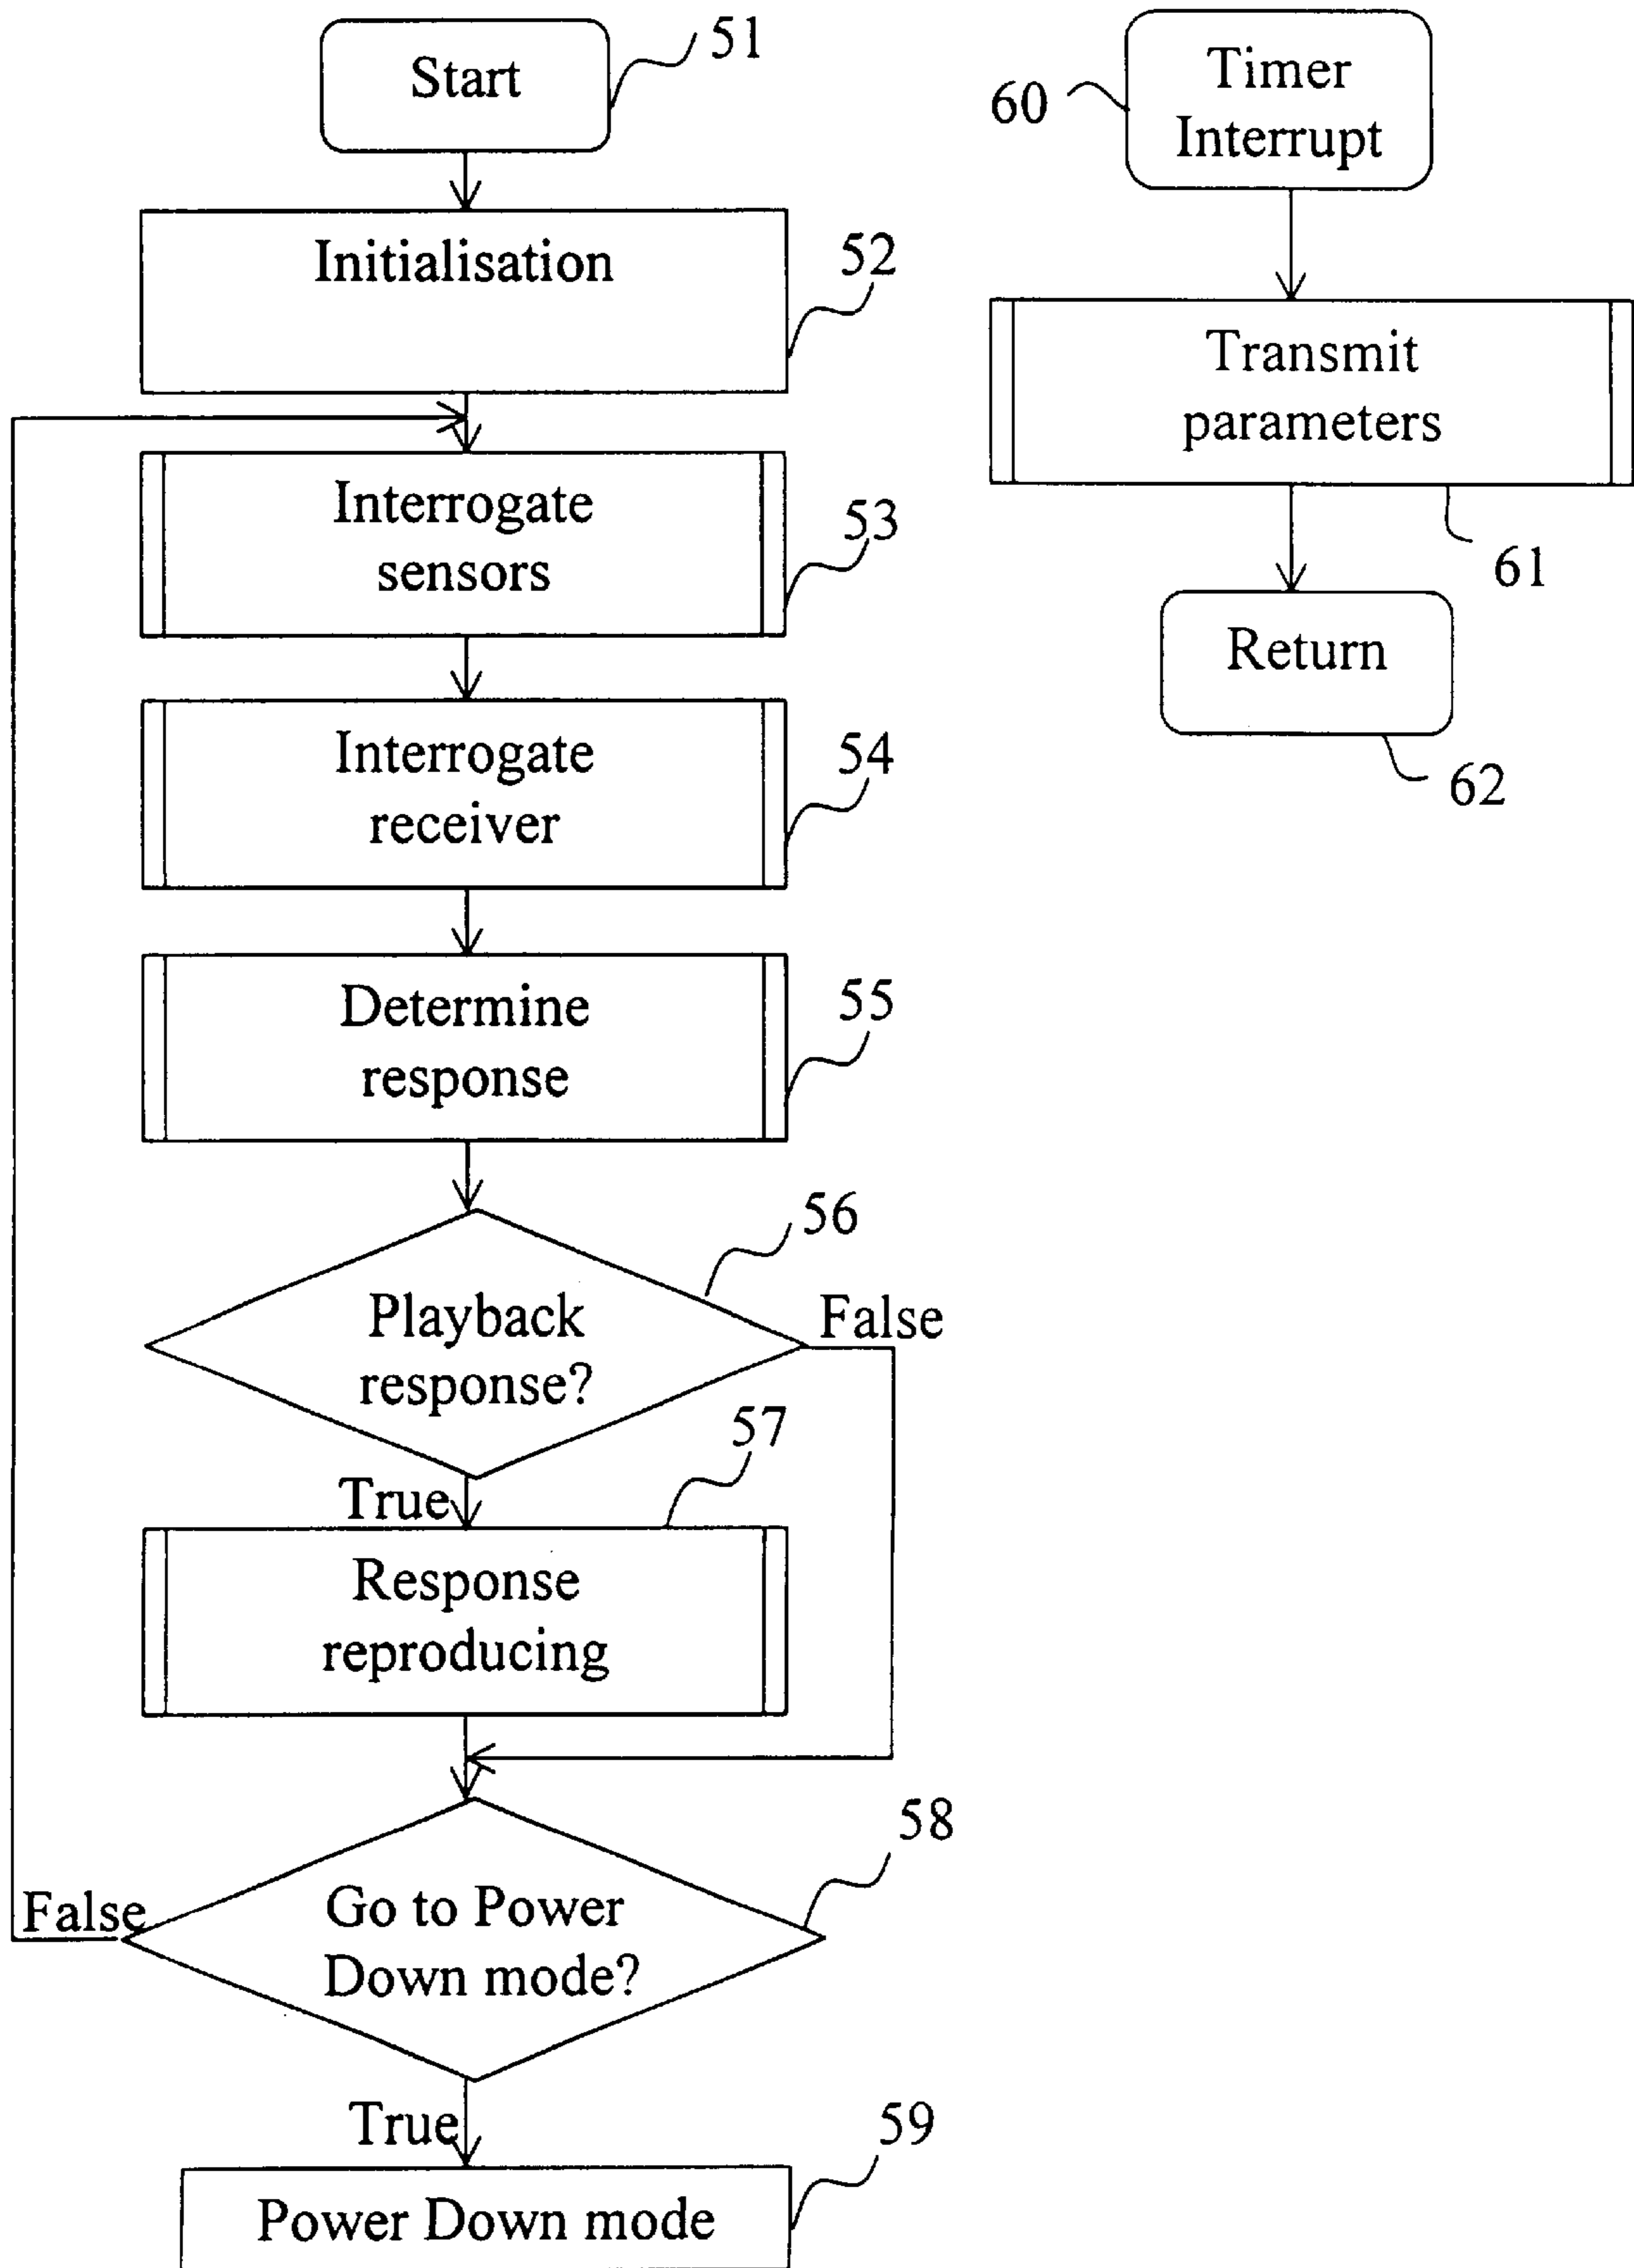 Start
51
Initialisation
52
Interrogate
sensors
53
Interrogate
receiver
54
Determine
response
55
56
Playback
response?
False
57
True
Response
reproducing
58
False
Go to Power
Down mode?
True
59
Power Down mode
60
Timer
Interrupt
Transmit
parameters
61
Return
62